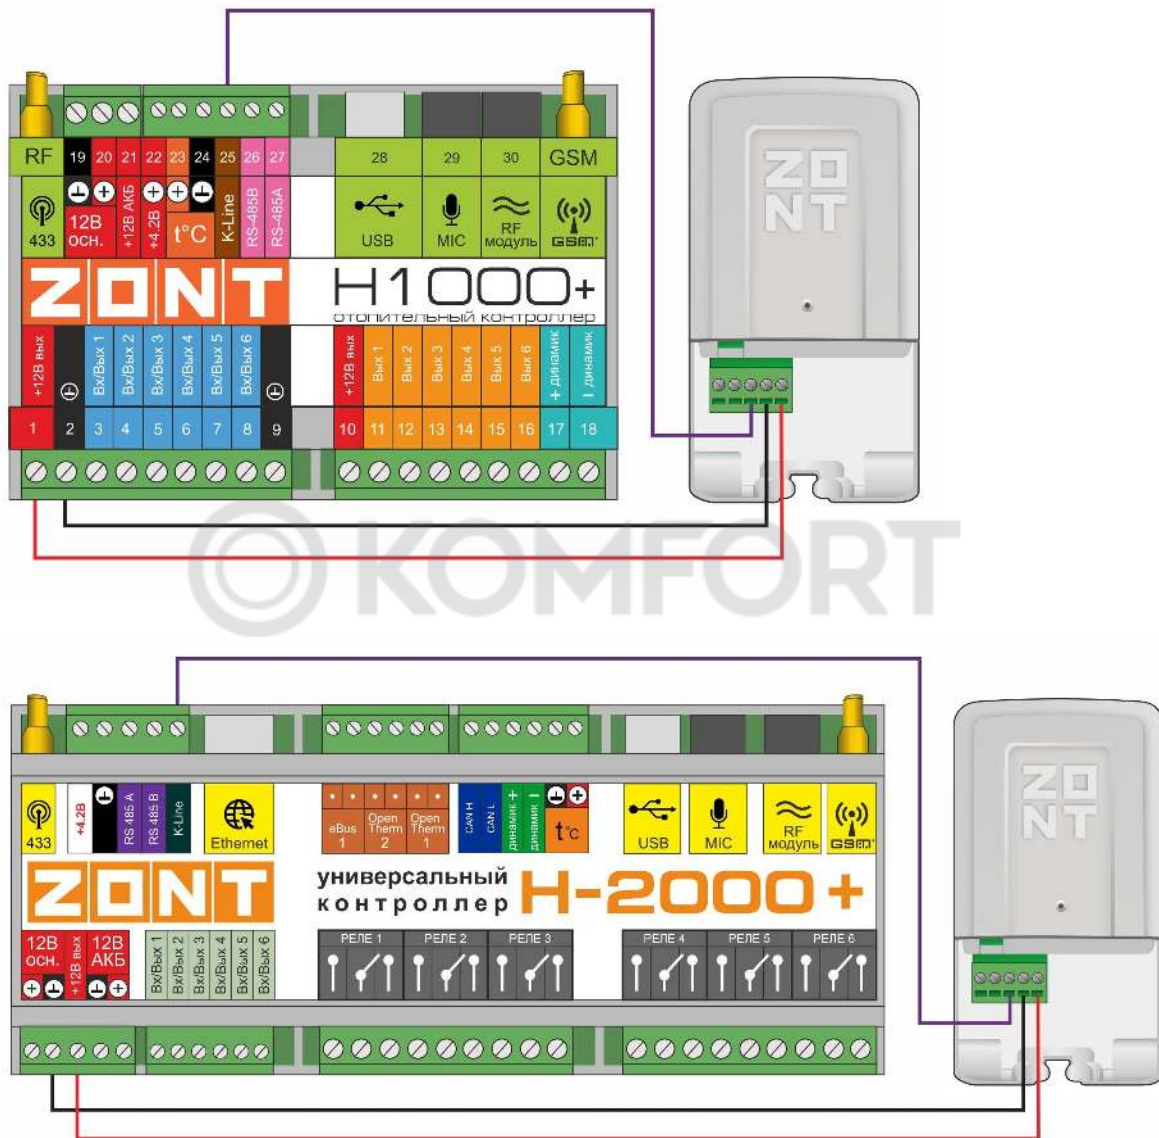 RF 19 20 21 22 23 24 25 26 27 28 29 30 GSM
433
12В
осн.
+12В АКБ
+4.2В
t°C
K-Line
RS-485B
RS-485A
USB
MIC
RF
модуль
GSM
ZONT
H1000+
отопительный контроллер
+12В вых
Вх/Вых 1
Вх/Вых 2
Вх/Вых 3
Вх/Вых 4
Вх/Вых 5
Вх/Вых 6
+12В вых
Вых 1
Вых 2
Вых 3
Вых 4
Вых 5
Вых 6
+ динамик
– динамик
1 2 3 4 5 6 7 8 9 10 11 12 13 14 15 16 17 18
ZO
NT
KOMFORT
433
+4.2В
RS 485 A
RS 485 B
K-Line
Ethernet
eBus
1
Open
Therm
2
Open
Therm
1
CAN H
CAN L
динамик +
динамик –
t°c
USB
MIC
RF
модуль
GSM
ZONT
универсальный
контроллер
H-2000+
12В
осн.
+12В вых
12В
АКБ
Вх/Вых 1
Вх/Вых 2
Вх/Вых 3
Вх/Вых 4
Вх/Вых 5
Вх/Вых 6
РЕЛЕ 1 РЕЛЕ 2 РЕЛЕ 3 РЕЛЕ 4 РЕЛЕ 5 РЕЛЕ 6
ZO
NT